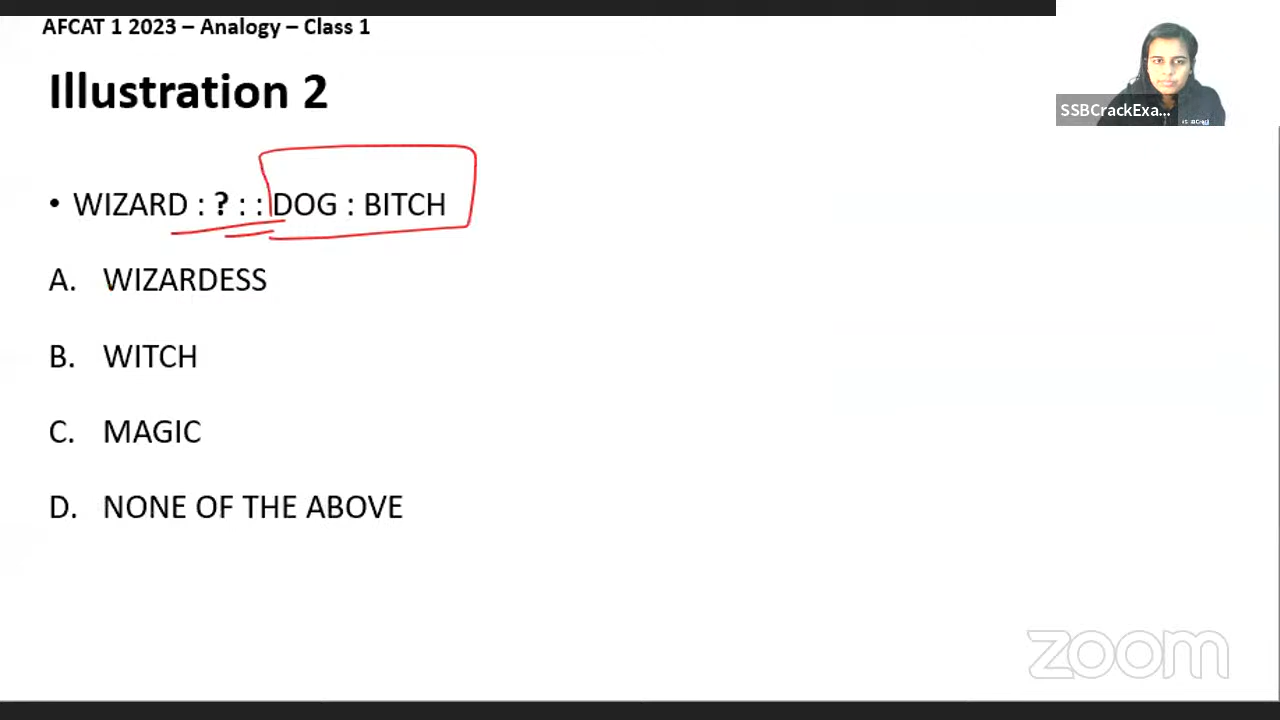 AFCAT 1 2023 – Analogy – Class 1
SSBCrackExa...
Illustration 2
• WIZARD : ? : : DOG : BITCH
A. WIZARDESS
B. WITCH
C. MAGIC
D. NONE OF THE ABOVE
zoom